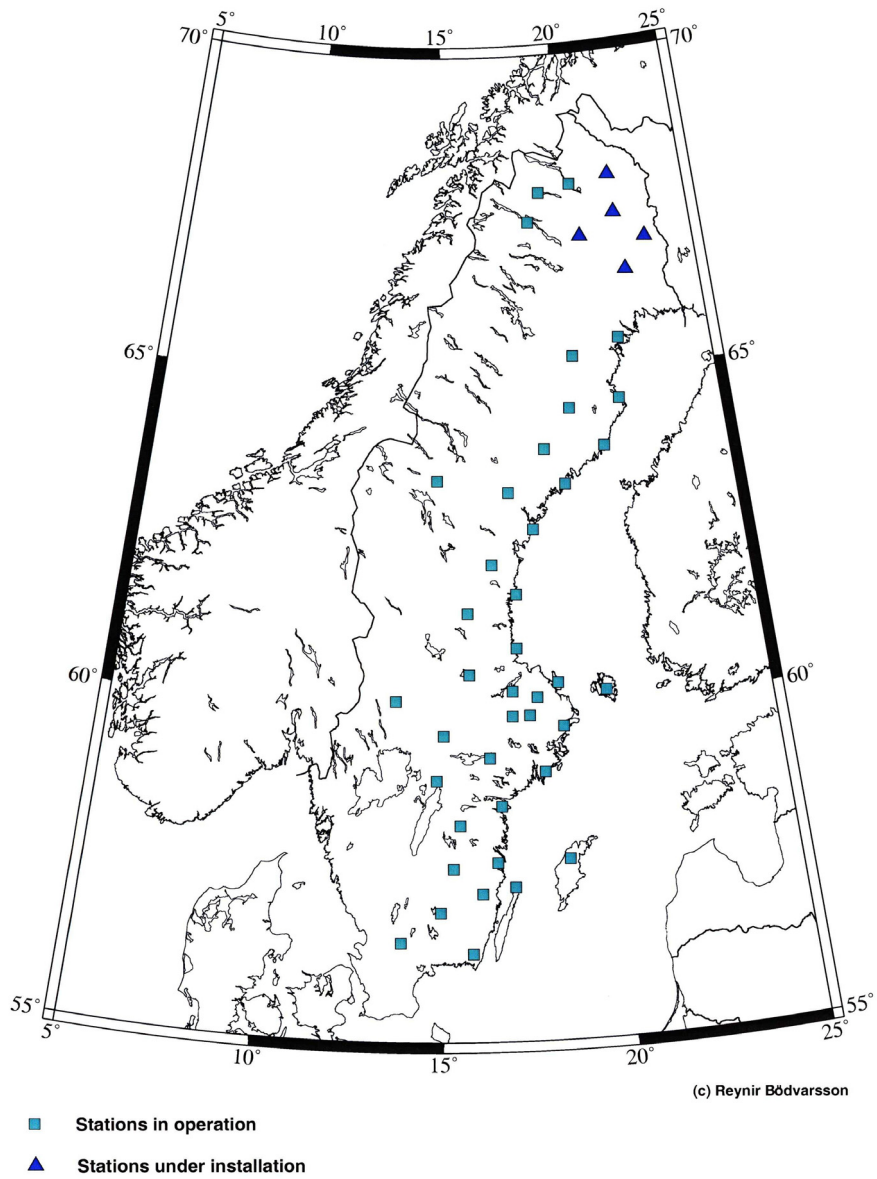 5° 10° 15° 20° 25°
70° 70°
65° 65°
60° 60°
55° 55°
5° 10° 15° 20° 25°
(c) Reynir Bödvarsson
Stations in operation
Stations under installation